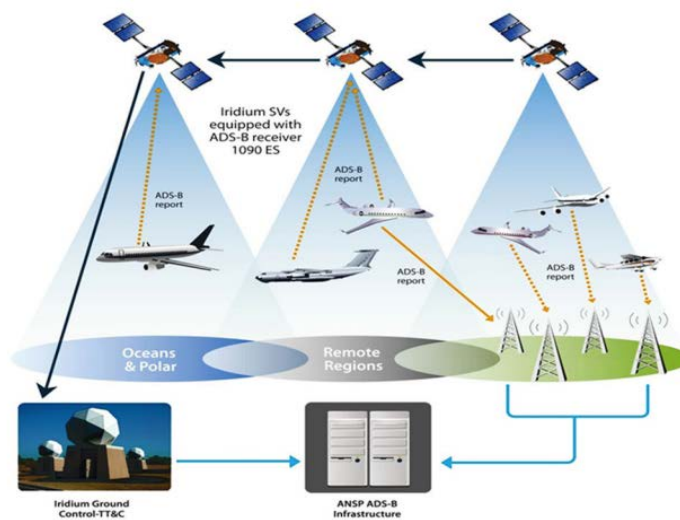 Iridium SVs
equipped with
ADS-B receiver
1090 ES
ADS-B
report
ADS-B
report
ADS-B
report
ADS-B
report
Oceans
& Polar
Remote
Regions
Iridium Ground
Control-TT&C
ANSP ADS-B
Infrastructure